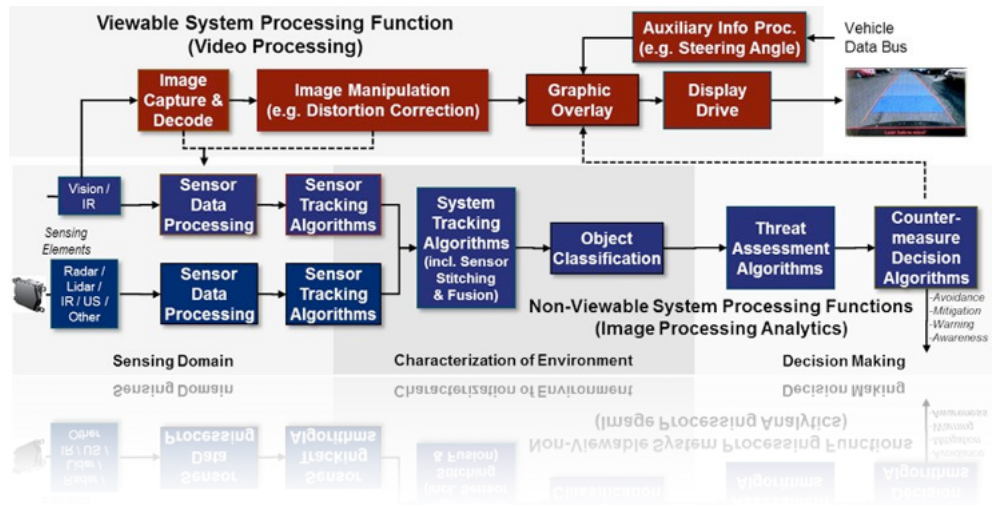 Viewable System Processing Function
(Video Processing)
Auxiliary Info Proc.
(e.g. Steering Angle)
Vehicle
Data Bus
Image
Capture &
Decode
Image Manipulation
(e.g. Distortion Correction)
Graphic
Overlay
Display
Drive
Vision /
IR
Sensor
Data
Processing
Sensor
Tracking
Algorithms
System
Tracking
Algorithms
(incl. Sensor
Stitching
& Fusion)
Object
Classification
Threat
Assessment
Algorithms
Counter-
measure
Decision
Algorithms
Sensing
Elements
Radar /
Lidar /
IR / US /
Other
Sensor
Data
Processing
Sensor
Tracking
Algorithms
Non-Viewable System Processing Functions
(Image Processing Analytics)
-Avoidance
-Mitigation
-Warning
-Awareness
Sensing Domain
Characterization of Environment
Decision Making